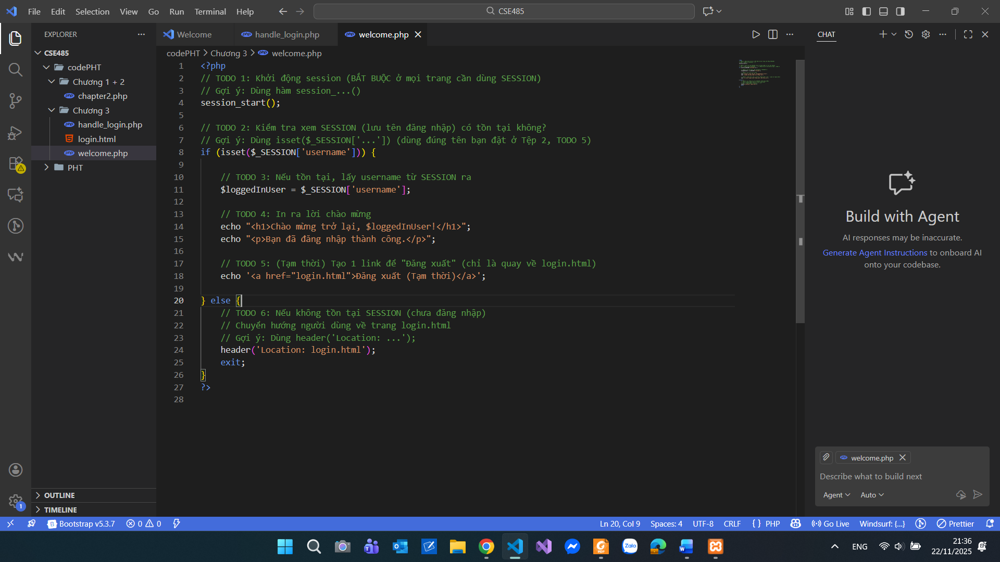 File Edit Selection View Go Run Terminal Help
CSE485
EXPLORER
CSE485
codePHT
Chương 1 + 2
chapter2.php
Chương 3
handle_login.php
login.html
welcome.php
PHT
OUTLINE
TIMELINE
Welcome
handle_login.php
welcome.php
codePHT > Chương 3 > welcome.php
1 <?php
2 // TODO 1: Khởi động session (BẮT BUỘC ở mọi trang cần dùng SESSION)
3 // Gợi ý: Dùng hàm session_...()
4 session_start();
5
6 // TODO 2: Kiểm tra xem SESSION (lưu tên đăng nhập) có tồn tại không?
7 // Gợi ý: Dùng isset($_SESSION['...']) (dùng đúng tên bạn đặt ở Tệp 2, TODO 5)
8 if (isset($_SESSION['username'])) {
9
10 // TODO 3: Nếu tồn tại, lấy username từ SESSION ra
11 $loggedInUser = $_SESSION['username'];
12
13 // TODO 4: In ra lời chào mừng
14 echo "<h1>Chào mừng trở lại, $loggedInUser!</h1>";
15 echo "<p>Bạn đã đăng nhập thành công.</p>";
16
17 // TODO 5: (Tạm thời) Tạo 1 link để "Đăng xuất" (chỉ là quay về login.html)
18 echo '<a href="login.html">Đăng xuất (Tạm thời)</a>';
19
20 } else {
21 // TODO 6: Nếu không tồn tại SESSION (chưa đăng nhập)
22 // Chuyển hướng người dùng về trang login.html
23 // Gợi ý: Dùng header('Location: ...');
24 header('Location: login.html');
25 exit;
26 }
27 ?>
28
CHAT
Build with Agent
AI responses may be inaccurate.
Generate Agent Instructions to onboard AI
onto your codebase.
welcome.php
Describe what to build next
Agent Auto
Bootstrap v5.3.7 0 0
Ln 20, Col 9 Spaces: 4 UTF-8 CRLF {} PHP Go Live Windsurf: {...} Prettier
1
Zalo
PDF
ENG
21:36
22/11/2025